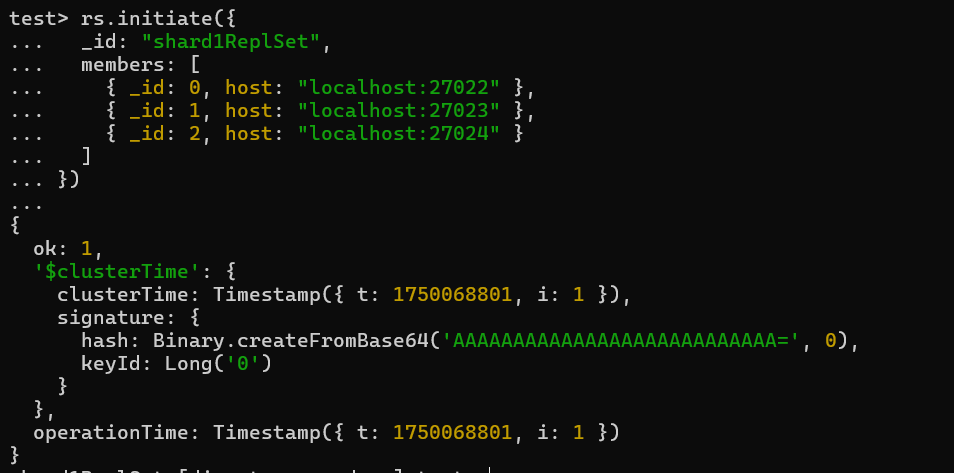 test> rs.initiate({
...   _id: "shard1ReplSet",
...   members: [
...     { _id: 0, host: "localhost:27022" },
...     { _id: 1, host: "localhost:27023" },
...     { _id: 2, host: "localhost:27024" }
...   ]
... })
...
{
  ok: 1,
  '$clusterTime': {
    clusterTime: Timestamp({ t: 1750068801, i: 1 }),
    signature: {
      hash: Binary.createFromBase64('AAAAAAAAAAAAAAAAAAAAAAAAAAA=', 0),
      keyId: Long('0')
    }
  },
  operationTime: Timestamp({ t: 1750068801, i: 1 })
}